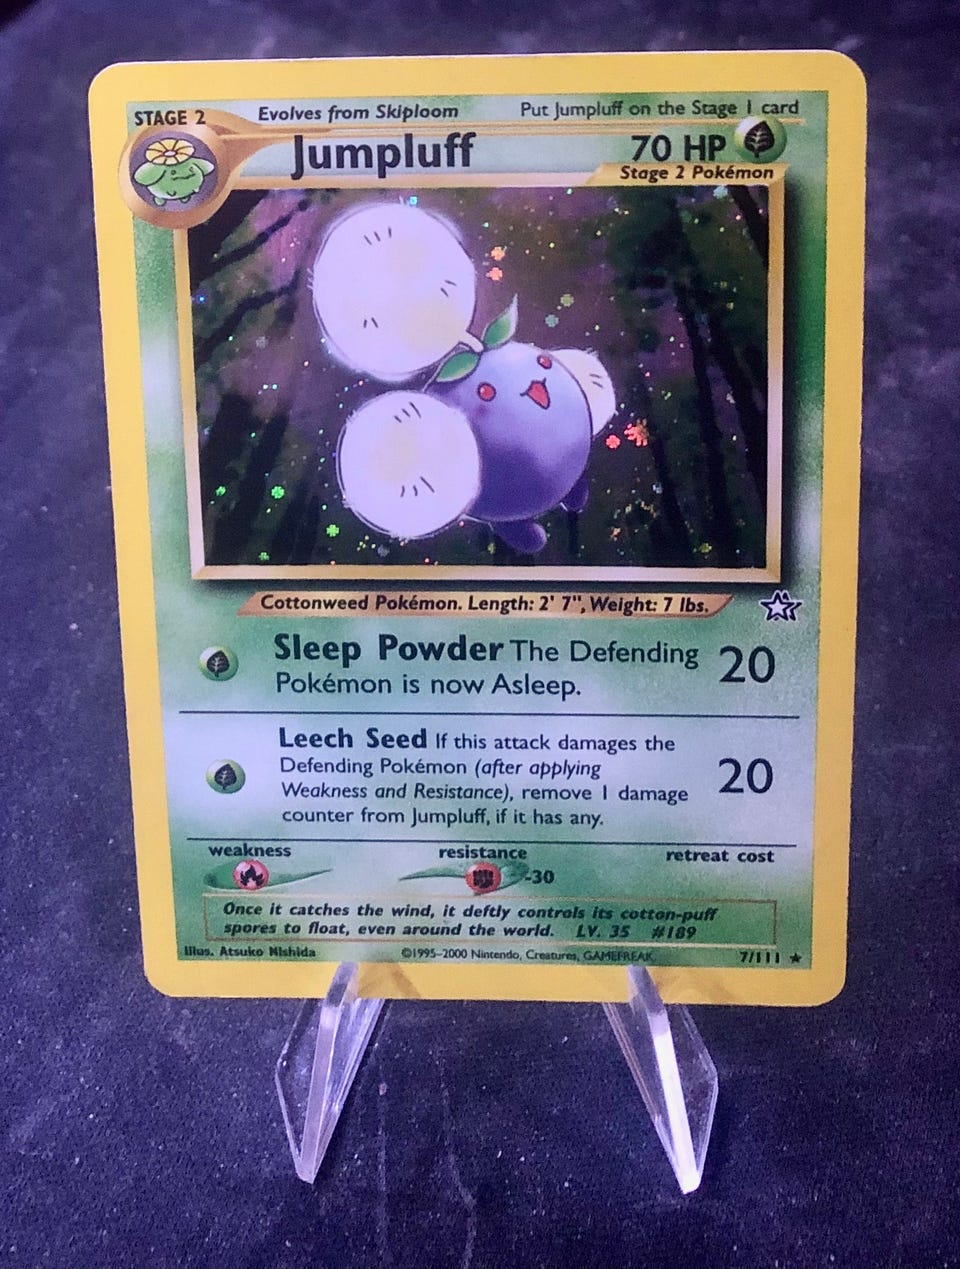 STAGE 2
Evolves from Skiploom
Put Jumpluff on the Stage 1 card
Jumpluff
70 HP
Stage 2 Pokémon
Cottonweed Pokémon. Length: 2' 7", Weight: 7 lbs.
Sleep Powder The Defending
Pokémon is now Asleep.
20
Leech Seed If this attack damages the
Defending Pokémon (after applying
Weakness and Resistance), remove 1 damage
counter from Jumpluff, if it has any.
20
weakness
resistance
retreat cost
-30
Once it catches the wind, it deftly controls its cotton-puff
spores to float, even around the world. LV. 35 #189
Illus. Atsuko Nishida
©1995-2000 Nintendo, Creatures, GAMEFREAK.
7/111 ★